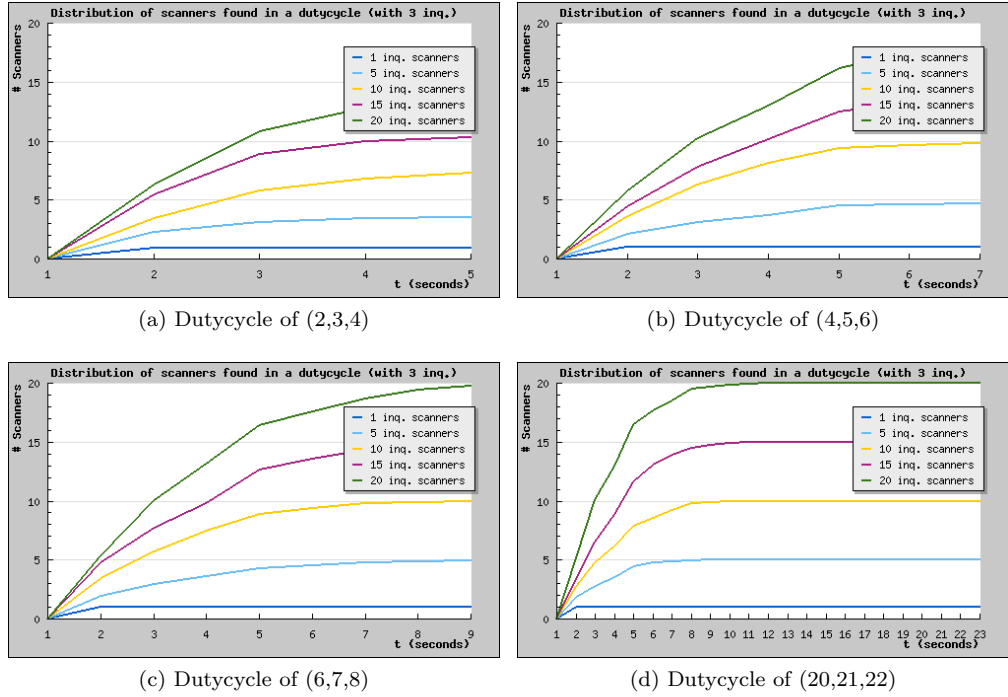 Distribution of scanners found in a dutycycle (with 3 inq.)
# Scanners
20
15
10
5
0
1 inq. scanners
5 inq. scanners
10 inq. scanners
15 inq. scanners
20 inq. scanners
1 2 3 4 5
t (seconds)
(a) Dutycycle of (2,3,4)
Distribution of scanners found in a dutycycle (with 3 inq.)
# Scanners
20
15
10
5
0
1 inq. scanners
5 inq. scanners
10 inq. scanners
15 inq. scanners
20 inq. scanners
1 2 3 4 5 6 7
t (seconds)
(b) Dutycycle of (4,5,6)
Distribution of scanners found in a dutycycle (with 3 inq.)
# Scanners
20
15
10
5
0
1 inq. scanners
5 inq. scanners
10 inq. scanners
15 inq. scanners
20 inq. scanners
1 2 3 4 5 6 7 8 9
t (seconds)
(c) Dutycycle of (6,7,8)
Distribution of scanners found in a dutycycle (with 3 inq.)
# Scanners
20
15
10
5
0
1 inq. scanners
5 inq. scanners
10 inq. scanners
15 inq. scanners
20 inq. scanners
1 2 3 4 5 6 7 8 9 10 11 12 13 14 15 16 17 18 19 20 21 22 23
t (seconds)
(d) Dutycycle of (20,21,22)